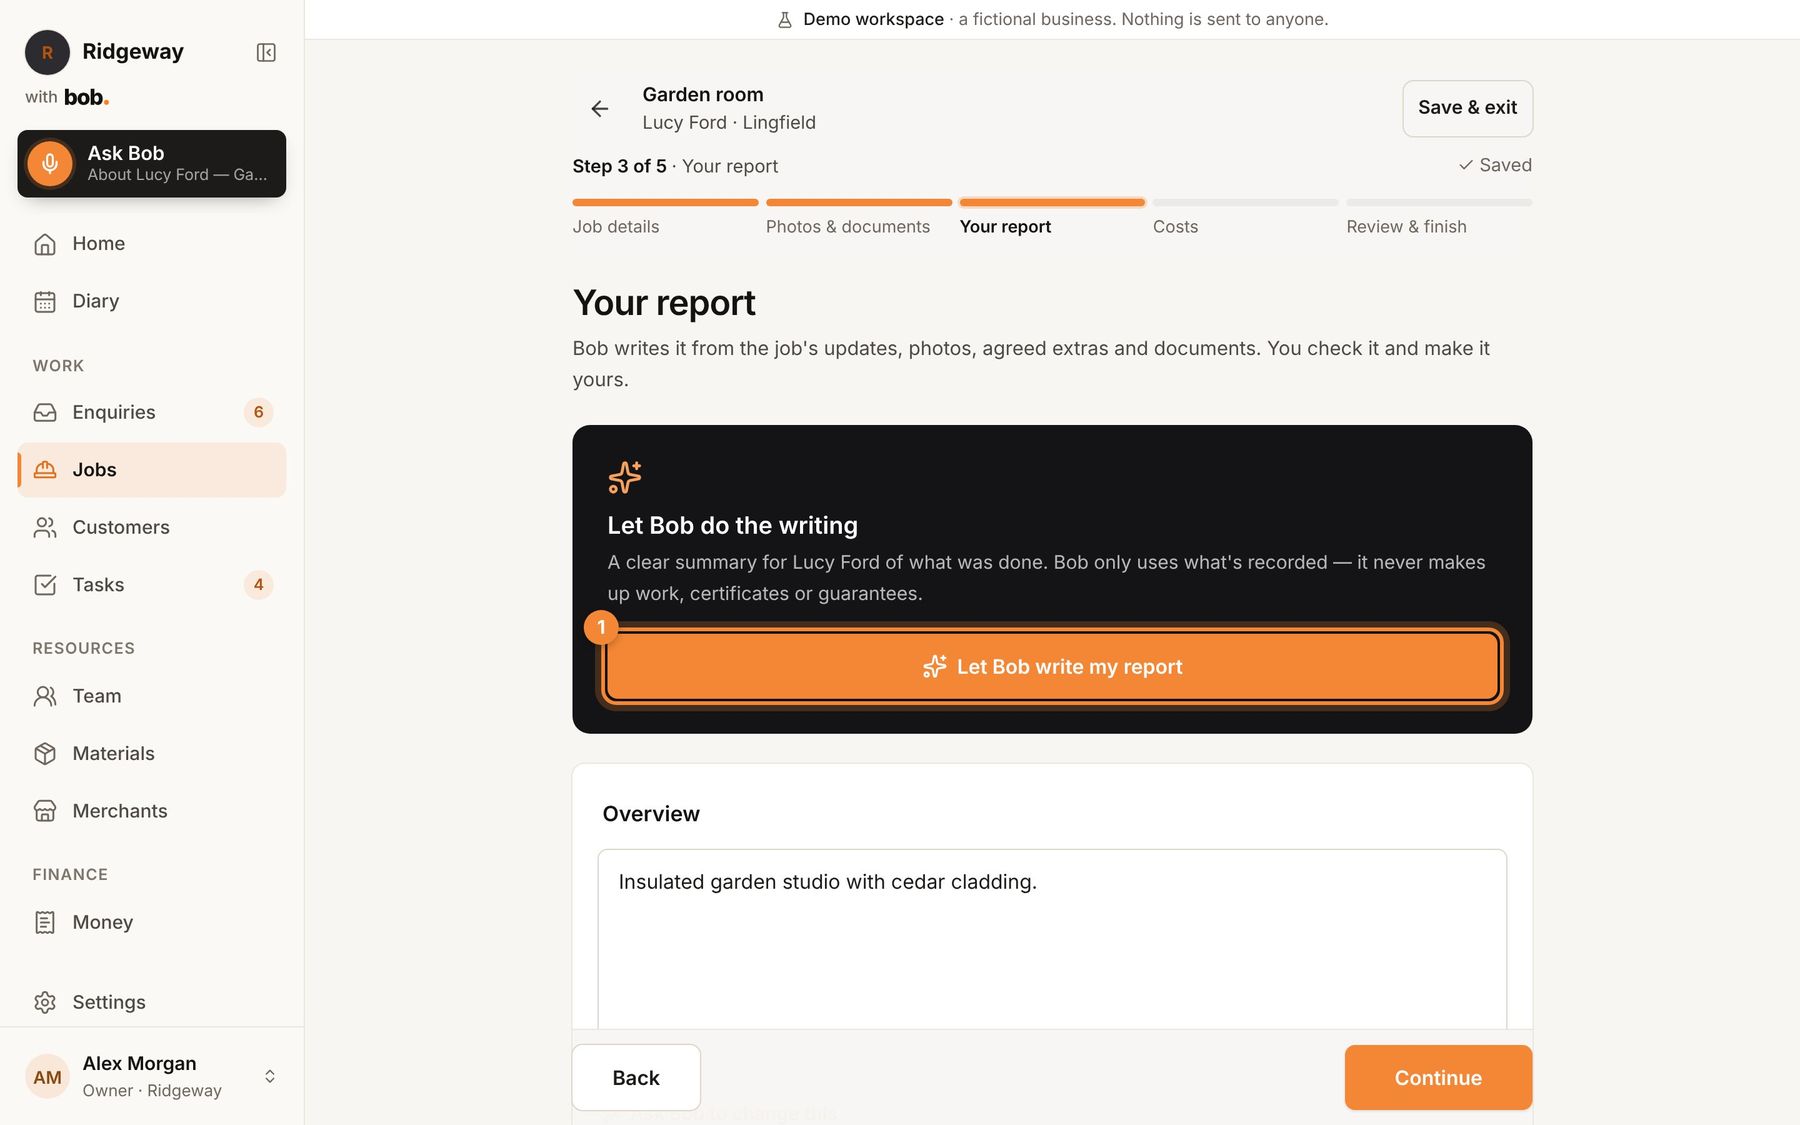 Demo workspace · a fictional business. Nothing is sent to anyone.
R
Ridgeway
with bob.
Ask Bob
About Lucy Ford — Ga...
Home
Diary
WORK
Enquiries 6
Jobs
Customers
Tasks 4
RESOURCES
Team
Materials
Merchants
FINANCE
Money
Settings
AM
Alex Morgan
Owner · Ridgeway
Garden room
Lucy Ford · Lingfield
Save & exit
Step 3 of 5 · Your report
Saved
Job details
Photos & documents
Your report
Costs
Review & finish
Your report
Bob writes it from the job's updates, photos, agreed extras and documents. You check it and make it
yours.
Let Bob do the writing
A clear summary for Lucy Ford of what was done. Bob only uses what's recorded — it never makes
up work, certificates or guarantees.
1
Let Bob write my report
Overview
Insulated garden studio with cedar cladding.
Back
Continue
Ask Bob to change this